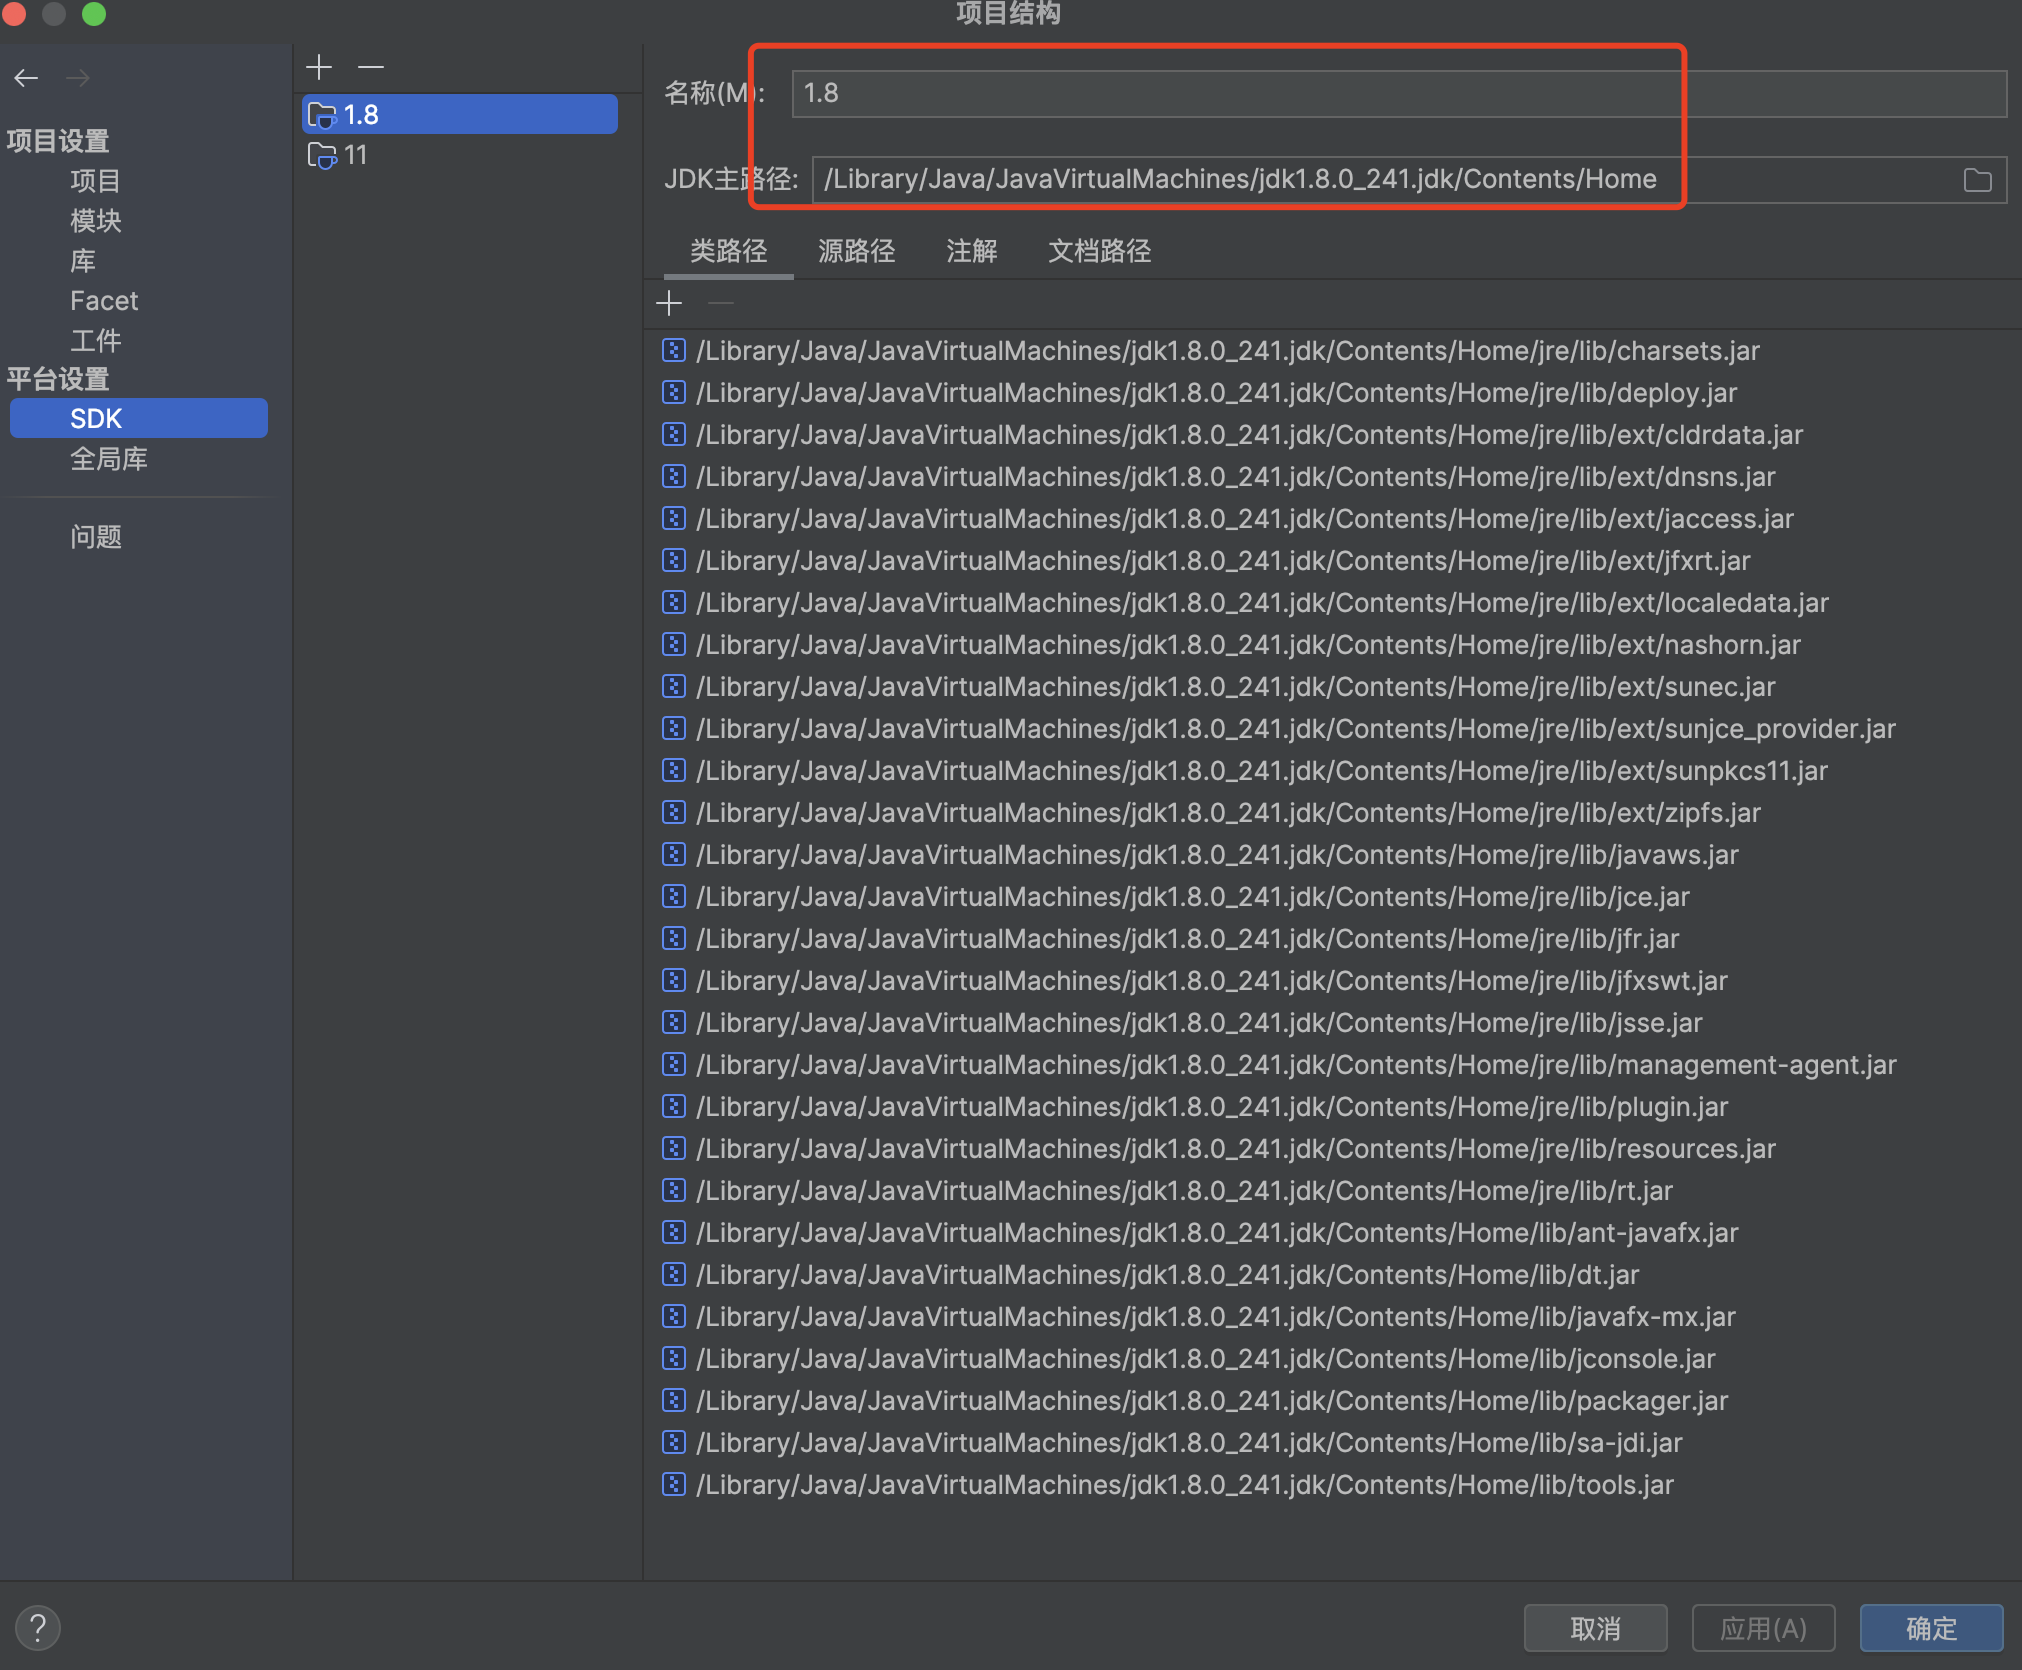 项目结构
项目设置
项目
模块
库
Facet
工件
平台设置
SDK
全局库
问题
1.8
11
名称(M): 1.8
JDK主路径: /Library/Java/JavaVirtualMachines/jdk1.8.0_241.jdk/Contents/Home
类路径 源路径 注解 文档路径
/Library/Java/JavaVirtualMachines/jdk1.8.0_241.jdk/Contents/Home/jre/lib/charsets.jar
/Library/Java/JavaVirtualMachines/jdk1.8.0_241.jdk/Contents/Home/jre/lib/deploy.jar
/Library/Java/JavaVirtualMachines/jdk1.8.0_241.jdk/Contents/Home/jre/lib/ext/cldrdata.jar
/Library/Java/JavaVirtualMachines/jdk1.8.0_241.jdk/Contents/Home/jre/lib/ext/dnsns.jar
/Library/Java/JavaVirtualMachines/jdk1.8.0_241.jdk/Contents/Home/jre/lib/ext/jaccess.jar
/Library/Java/JavaVirtualMachines/jdk1.8.0_241.jdk/Contents/Home/jre/lib/ext/jfxrt.jar
/Library/Java/JavaVirtualMachines/jdk1.8.0_241.jdk/Contents/Home/jre/lib/ext/localedata.jar
/Library/Java/JavaVirtualMachines/jdk1.8.0_241.jdk/Contents/Home/jre/lib/ext/nashorn.jar
/Library/Java/JavaVirtualMachines/jdk1.8.0_241.jdk/Contents/Home/jre/lib/ext/sunec.jar
/Library/Java/JavaVirtualMachines/jdk1.8.0_241.jdk/Contents/Home/jre/lib/ext/sunjce_provider.jar
/Library/Java/JavaVirtualMachines/jdk1.8.0_241.jdk/Contents/Home/jre/lib/ext/sunpkcs11.jar
/Library/Java/JavaVirtualMachines/jdk1.8.0_241.jdk/Contents/Home/jre/lib/ext/zipfs.jar
/Library/Java/JavaVirtualMachines/jdk1.8.0_241.jdk/Contents/Home/jre/lib/javaws.jar
/Library/Java/JavaVirtualMachines/jdk1.8.0_241.jdk/Contents/Home/jre/lib/jce.jar
/Library/Java/JavaVirtualMachines/jdk1.8.0_241.jdk/Contents/Home/jre/lib/jfr.jar
/Library/Java/JavaVirtualMachines/jdk1.8.0_241.jdk/Contents/Home/jre/lib/jfxswt.jar
/Library/Java/JavaVirtualMachines/jdk1.8.0_241.jdk/Contents/Home/jre/lib/jsse.jar
/Library/Java/JavaVirtualMachines/jdk1.8.0_241.jdk/Contents/Home/jre/lib/management-agent.jar
/Library/Java/JavaVirtualMachines/jdk1.8.0_241.jdk/Contents/Home/jre/lib/plugin.jar
/Library/Java/JavaVirtualMachines/jdk1.8.0_241.jdk/Contents/Home/jre/lib/resources.jar
/Library/Java/JavaVirtualMachines/jdk1.8.0_241.jdk/Contents/Home/jre/lib/rt.jar
/Library/Java/JavaVirtualMachines/jdk1.8.0_241.jdk/Contents/Home/lib/ant-javafx.jar
/Library/Java/JavaVirtualMachines/jdk1.8.0_241.jdk/Contents/Home/lib/dt.jar
/Library/Java/JavaVirtualMachines/jdk1.8.0_241.jdk/Contents/Home/lib/javafx-mx.jar
/Library/Java/JavaVirtualMachines/jdk1.8.0_241.jdk/Contents/Home/lib/jconsole.jar
/Library/Java/JavaVirtualMachines/jdk1.8.0_241.jdk/Contents/Home/lib/packager.jar
/Library/Java/JavaVirtualMachines/jdk1.8.0_241.jdk/Contents/Home/lib/sa-jdi.jar
/Library/Java/JavaVirtualMachines/jdk1.8.0_241.jdk/Contents/Home/lib/tools.jar
? 取消 应用(A) 确定